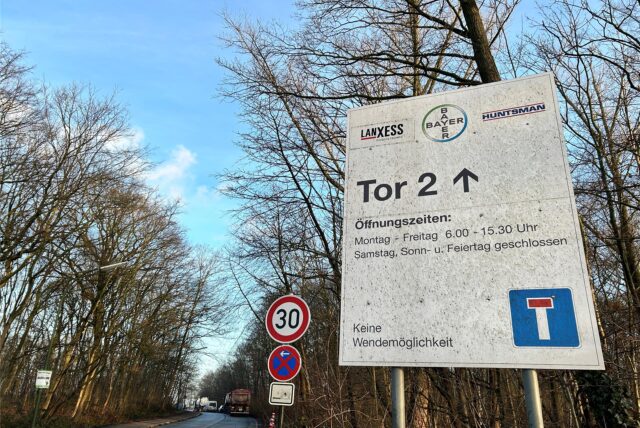 LANXESS
BAYER
BAYER
HUNTSMAN
Tor 2 ↑
Öffnungszeiten:
Montag - Freitag 6.00 - 15.30 Uhr
Samstag, Sonn- u. Feiertag geschlossen
Keine
Wendemöglichkeit
30